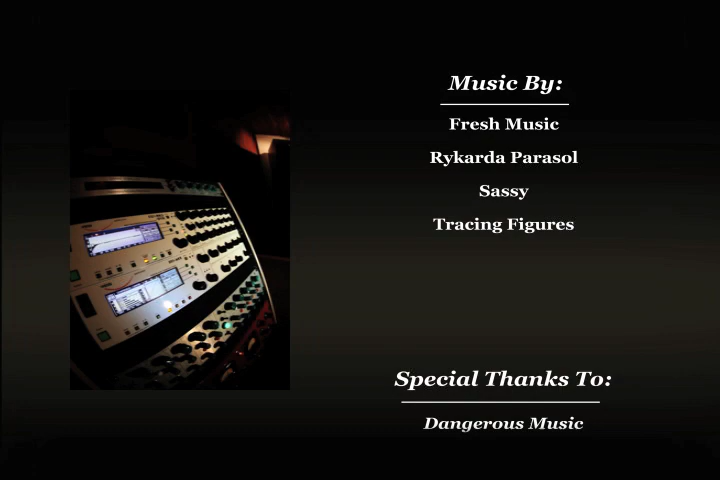 Music By:
Fresh Music
Rykarda Parasol
Sassy
Tracing Figures
Special Thanks To:
Dangerous Music